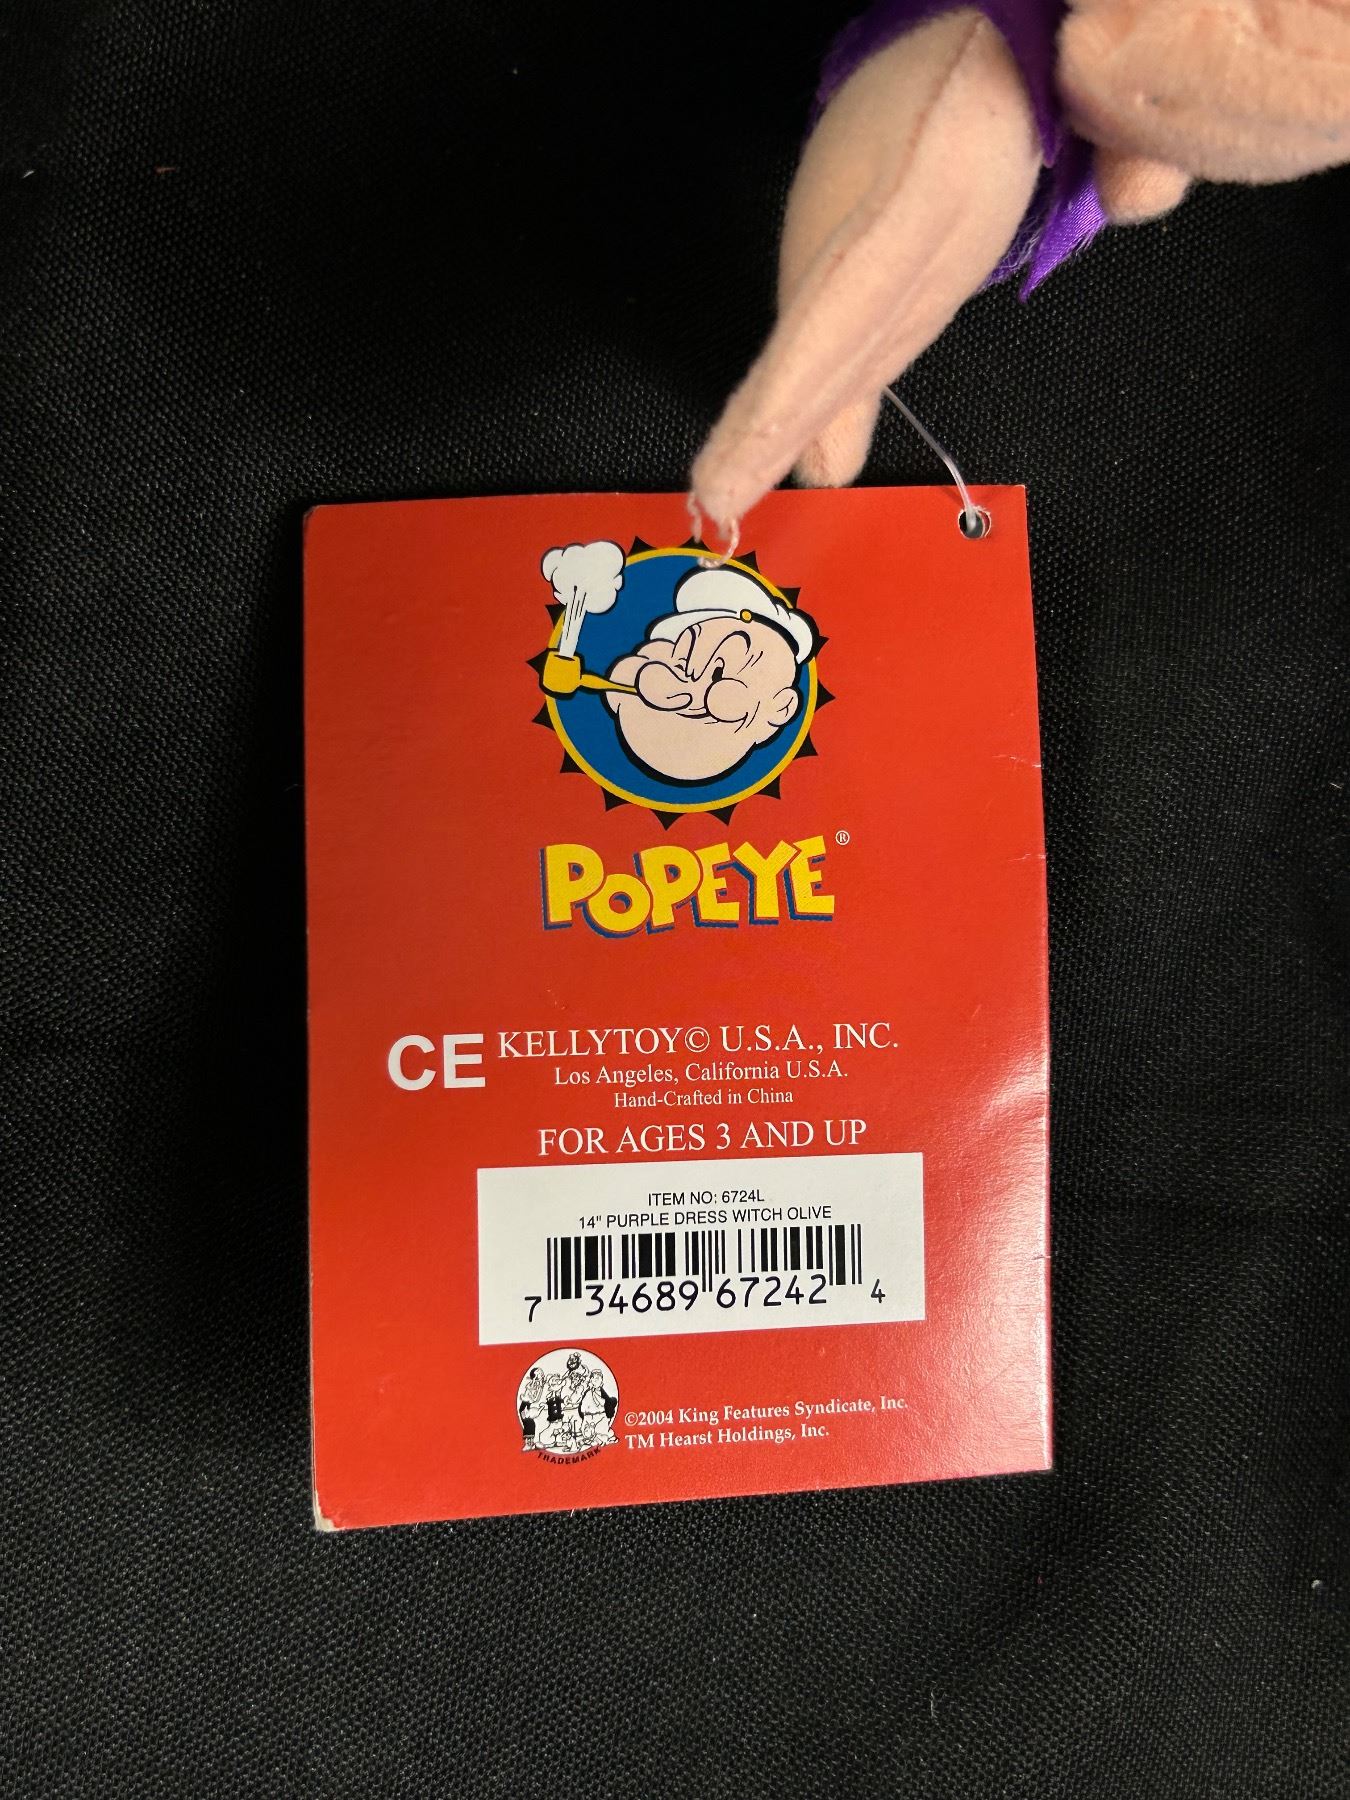 POPEYE®
CE
KELLYTOY© U.S.A., INC.
Los Angeles, California U.S.A.
Hand-Crafted in China
FOR AGES 3 AND UP
ITEM NO: 6724L
14" PURPLE DRESS WITCH OLIVE
7 34689 67242 4
TRADEMARK
©2004 King Features Syndicate, Inc.
TM Hearst Holdings, Inc.